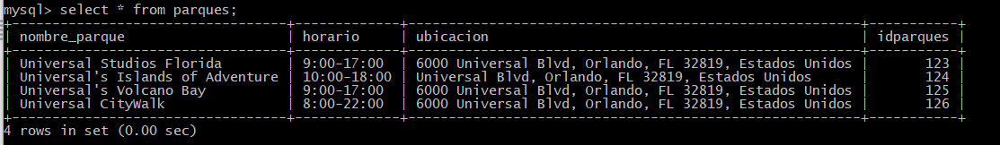 mysql> select * from parques;
+-------------------------------+-------------+------------------------------------------------------------+-----------+
| nombre_parque                 | horario     | ubicacion                                                  | idparques |
+-------------------------------+-------------+------------------------------------------------------------+-----------+
| Universal Studios Florida     | 9:00-17:00  | 6000 Universal Blvd, Orlando, FL 32819, Estados Unidos     |       123 |
| Universal's Islands of Adventure | 10:00-18:00 | Universal Blvd, Orlando, FL 32819, Estados Unidos       |       124 |
| Universal's Volcano Bay       | 9:00-17:00  | 6000 Universal Blvd, Orlando, FL 32819, Estados Unidos     |       125 |
| Universal CityWalk            | 8:00-22:00  | 6000 Universal Blvd, Orlando, FL 32819, Estados Unidos     |       126 |
+-------------------------------+-------------+------------------------------------------------------------+-----------+
4 rows in set (0.00 sec)